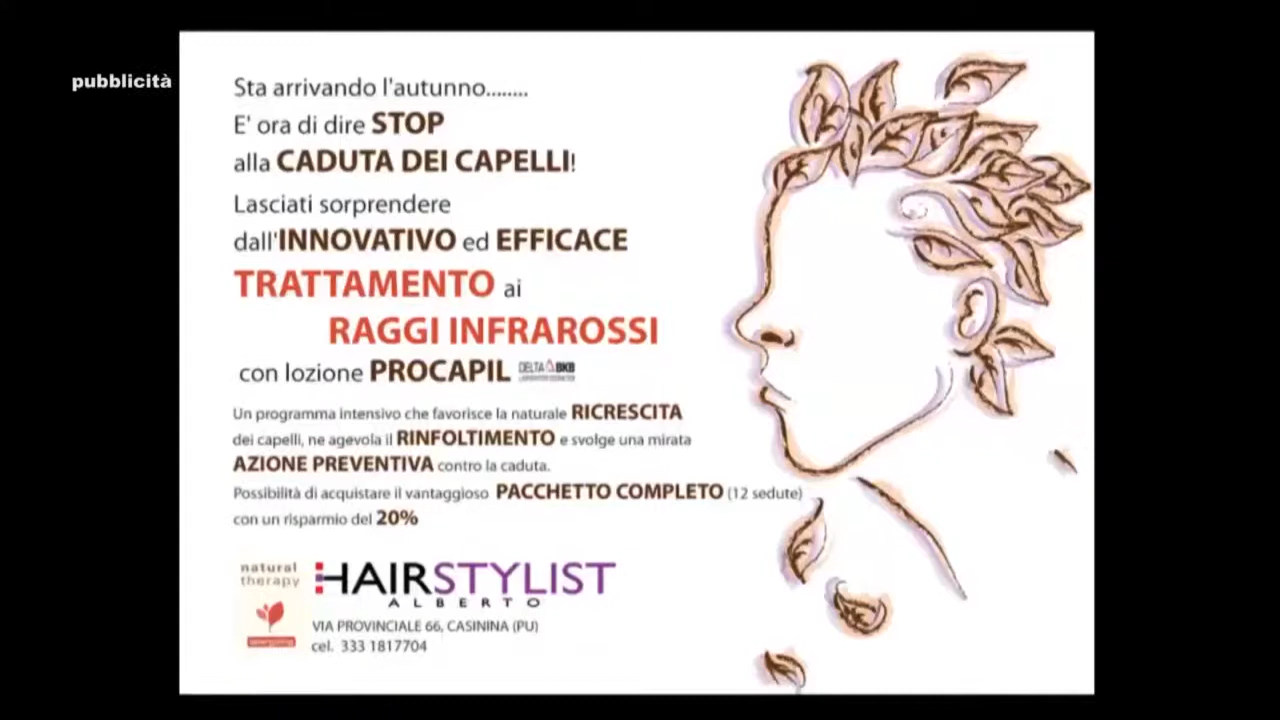 pubblicità
Sta arrivando l'autunno........
E' ora di dire STOP
alla CADUTA DEI CAPELLI!
Lasciati sorprendere
dall'INNOVATIVO ed EFFICACE
TRATTAMENTO ai
RAGGI INFRAROSSI
con lozione PROCAPIL DELTA BKB
Un programma intensivo che favorisce la naturale RICRESCITA
dei capelli, ne agevola il RINFOLTIMENTO e svolge una mirata
AZIONE PREVENTIVA contro la caduta.
Possibilità di acquistare il vantaggioso PACCHETTO COMPLETO (12 sedute)
con un risparmio del 20%
natural
therapy
HAIRSTYLIST
ALBERTO
VIA PROVINCIALE 66, CASININA (PU)
cel. 333 1817704